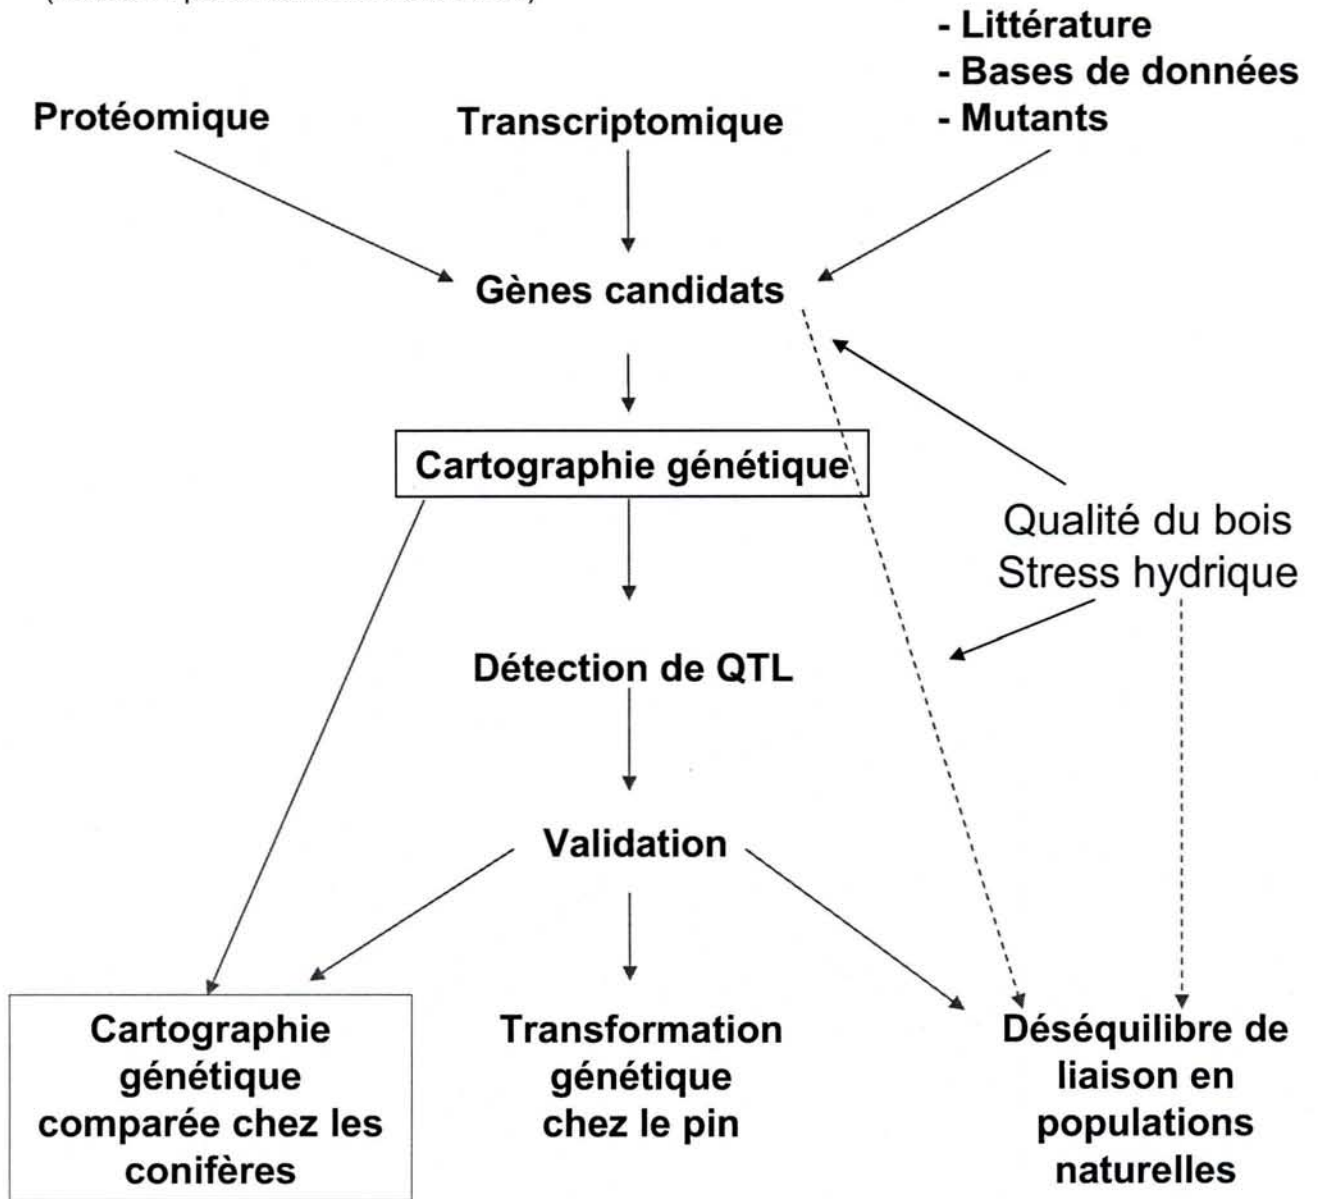 - Littérature
- Bases de données
- Mutants
Protéomique
Transcriptomique
Gènes candidats
Cartographie génétique
Qualité du bois
Stress hydrique
Détection de QTL
Validation
Cartographie
génétique
comparée chez les
conifères
Transformation
génétique
chez le pin
Déséquilibre de
liaison en
populations
naturelles